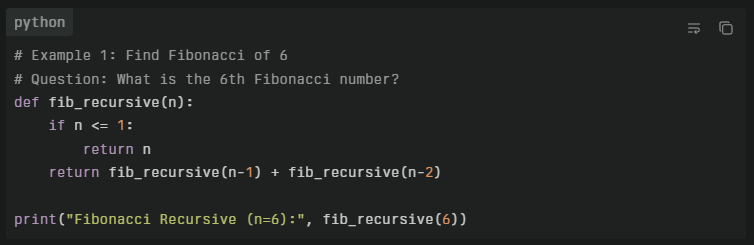 python
# Example 1: Find Fibonacci of 6
# Question: What is the 6th Fibonacci number?
def fib_recursive(n):
    if n <= 1:
        return n
    return fib_recursive(n-1) + fib_recursive(n-2)

print("Fibonacci Recursive (n=6):", fib_recursive(6))